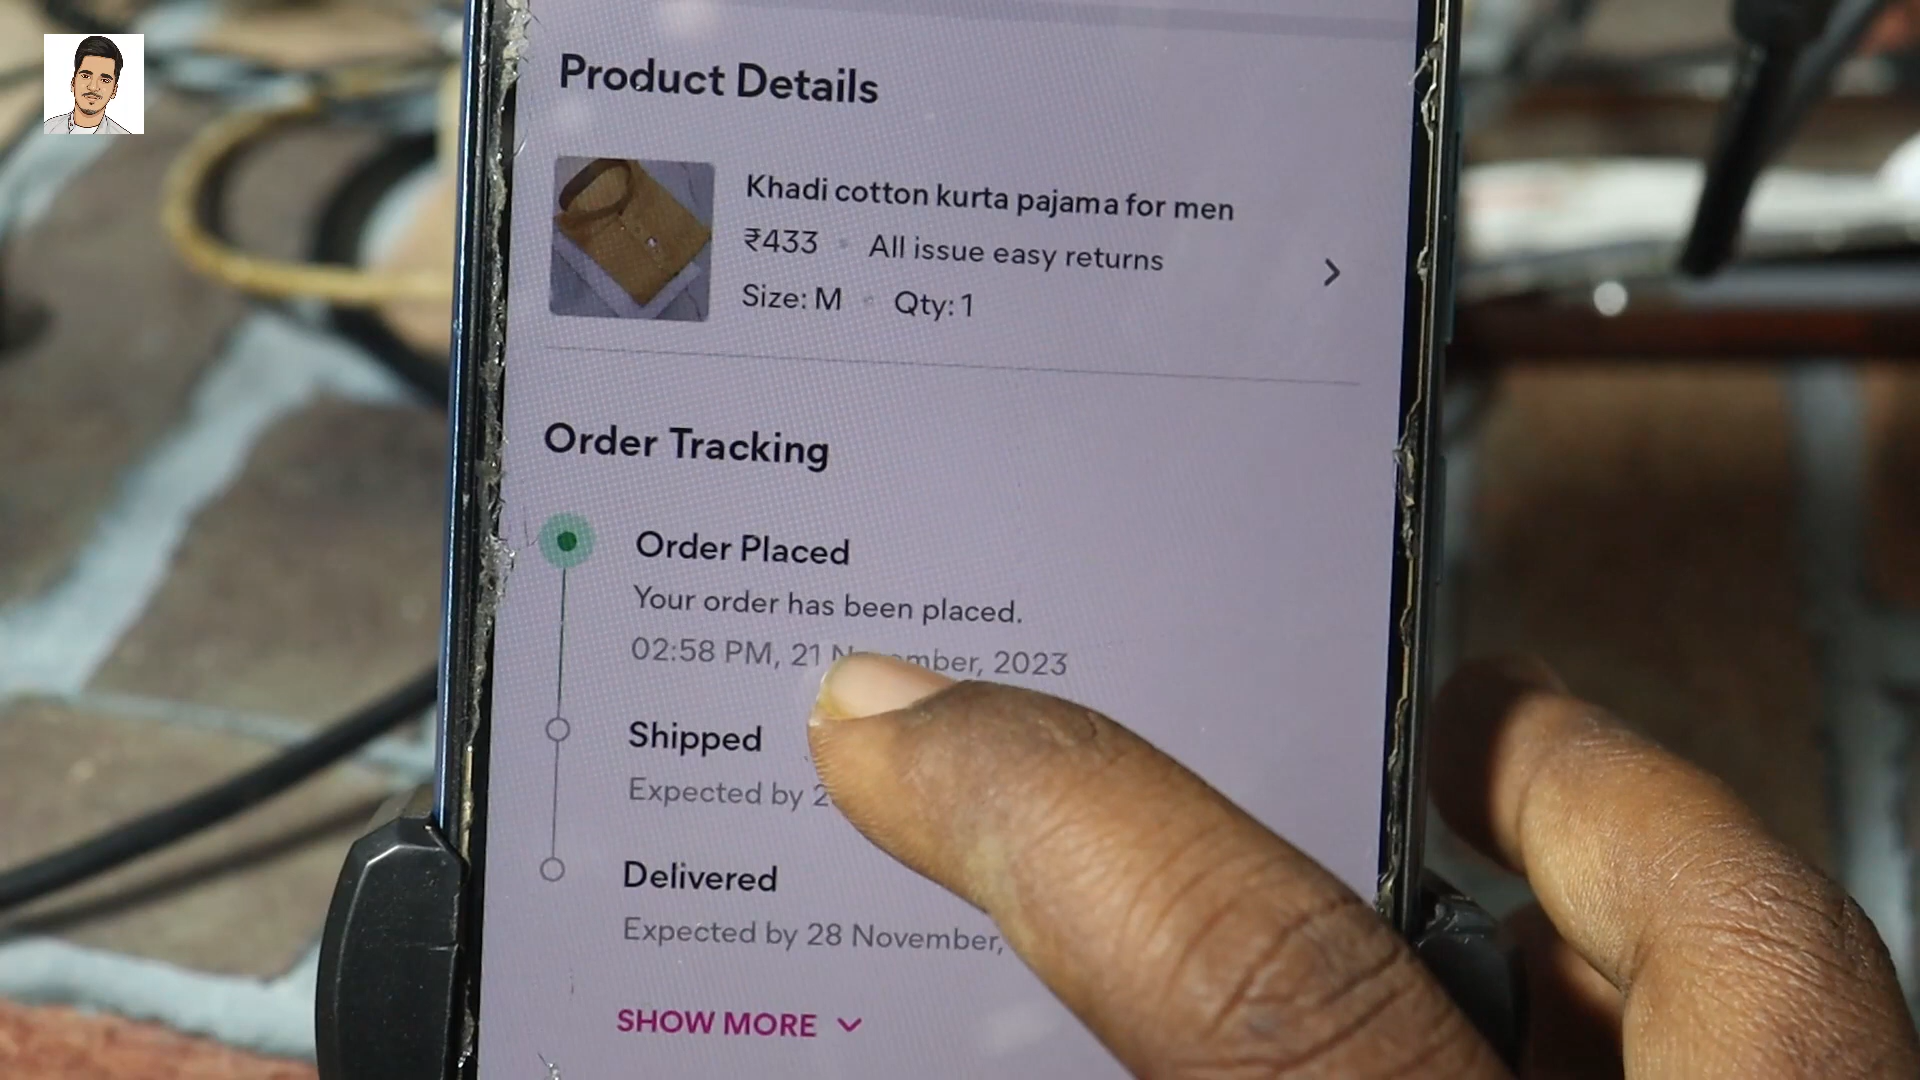 Product Details
Khadi cotton kurta pajama for men
₹433 • All issue easy returns
Size: M • Qty: 1
Order Tracking
Order Placed
Your order has been placed.
02:58 PM, 21 November, 2023
Shipped
Expected by
Delivered
Expected by 28 November,
SHOW MORE